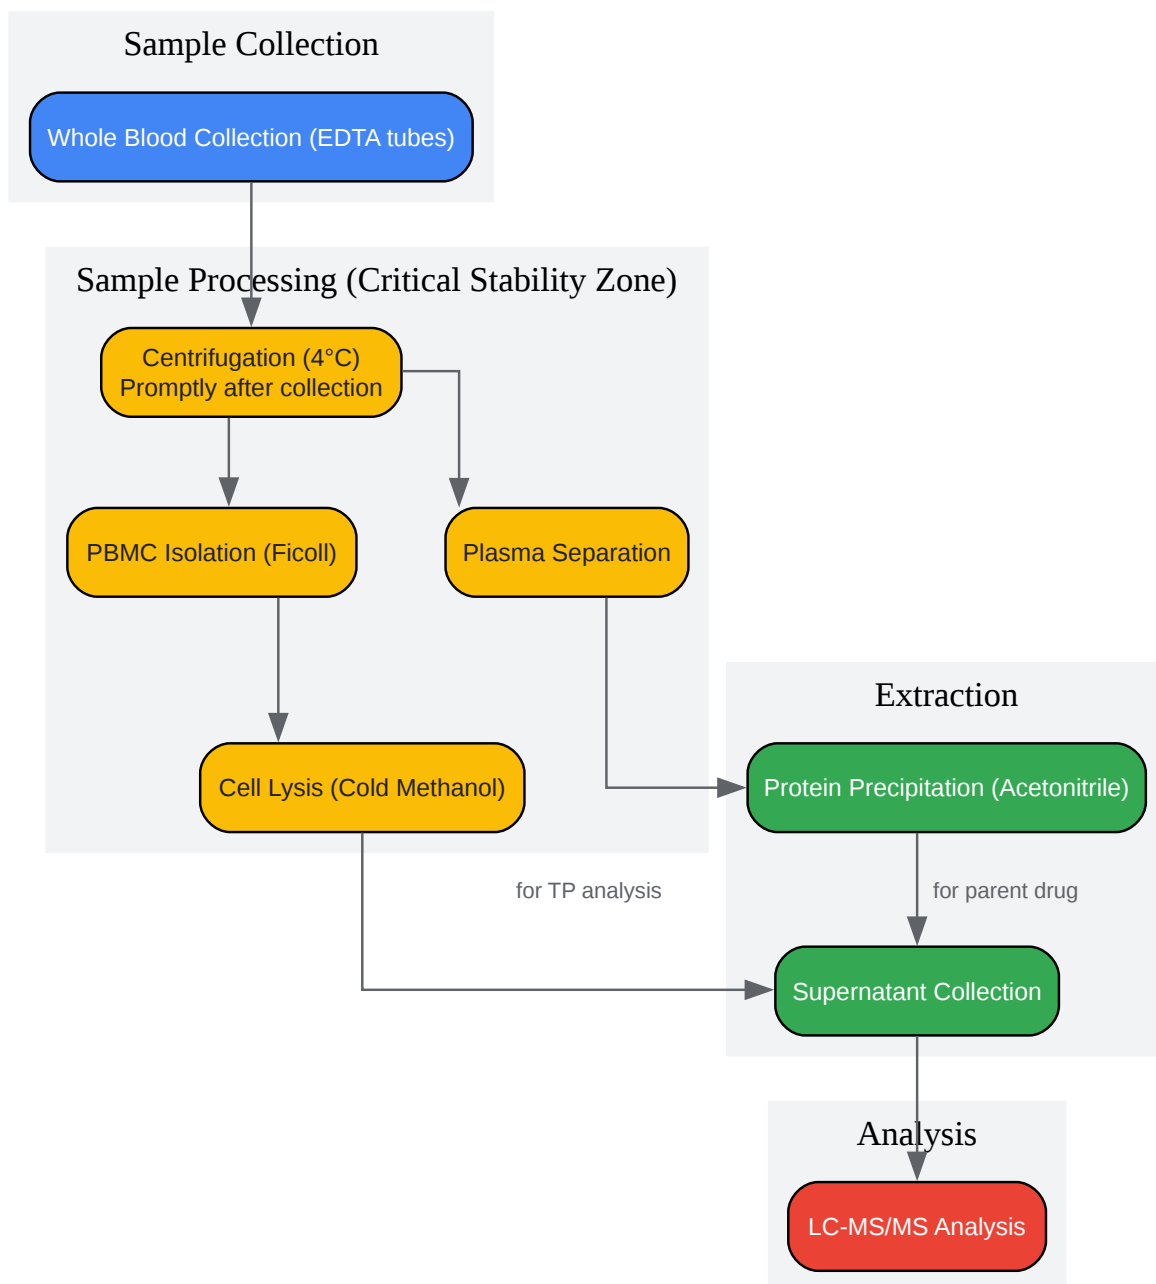 Sample Collection
Whole Blood Collection (EDTA tubes)
Sample Processing (Critical Stability Zone)
Centrifugation (4°C)
Promptly after collection
PBMC Isolation (Ficoll)
Plasma Separation
Extraction
Cell Lysis (Cold Methanol)
Protein Precipitation (Acetonitrile)
for TP analysis
for parent drug
Supernatant Collection
Analysis
LC-MS/MS Analysis